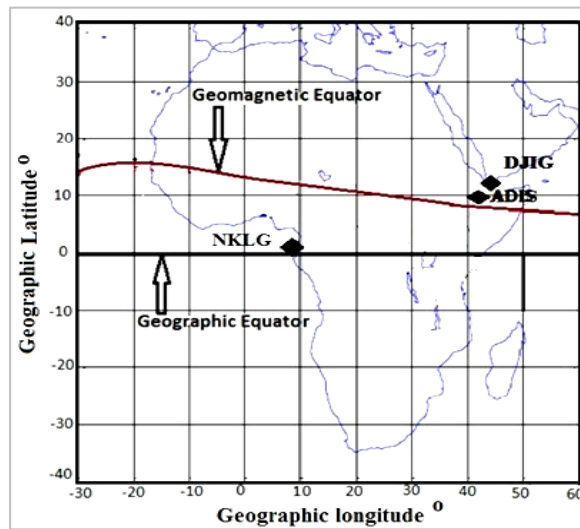 40
30
20
10
0
-10
-20
-30
-40
Geographic Latitude °
Geomagnetic Equator
DJIG
ADIS
NKLG
Geographic Equator
-30 -20 -10 0 10 20 30 40 50 60
Geographic longitude °